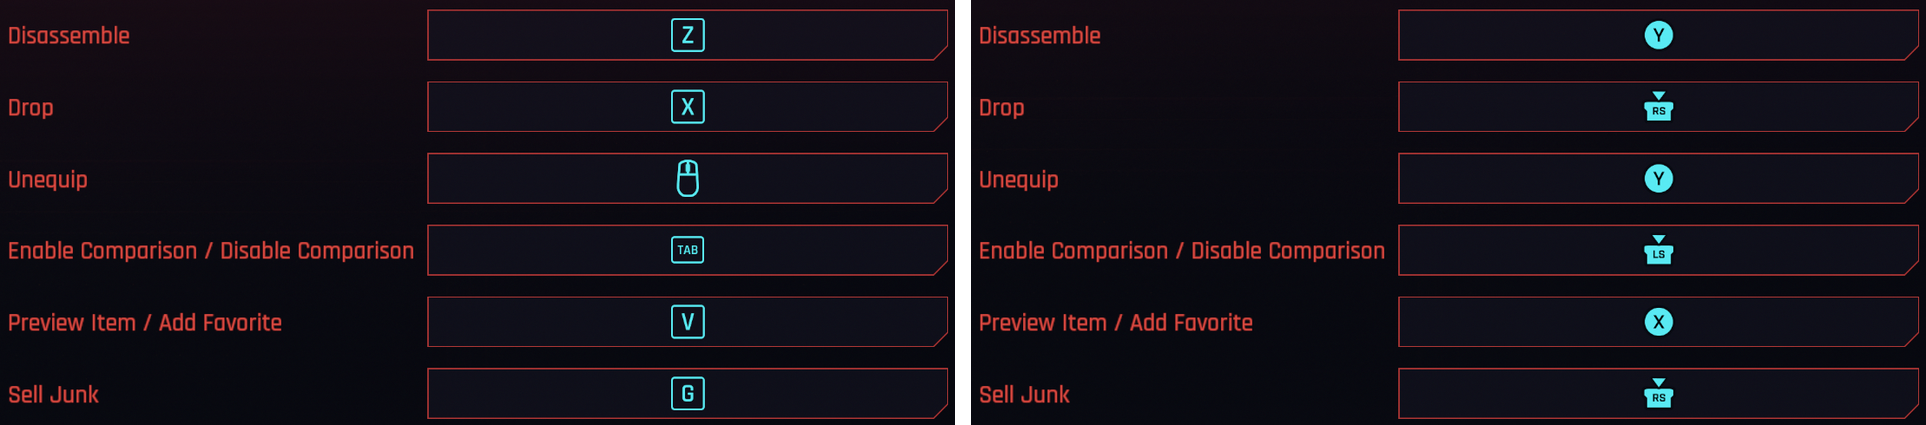 Disassemble Z
Drop X
Unequip
Enable Comparison / Disable Comparison TAB
Preview Item / Add Favorite V
Sell Junk G
Disassemble Y
Drop RS
Unequip Y
Enable Comparison / Disable Comparison LS
Preview Item / Add Favorite X
Sell Junk RS